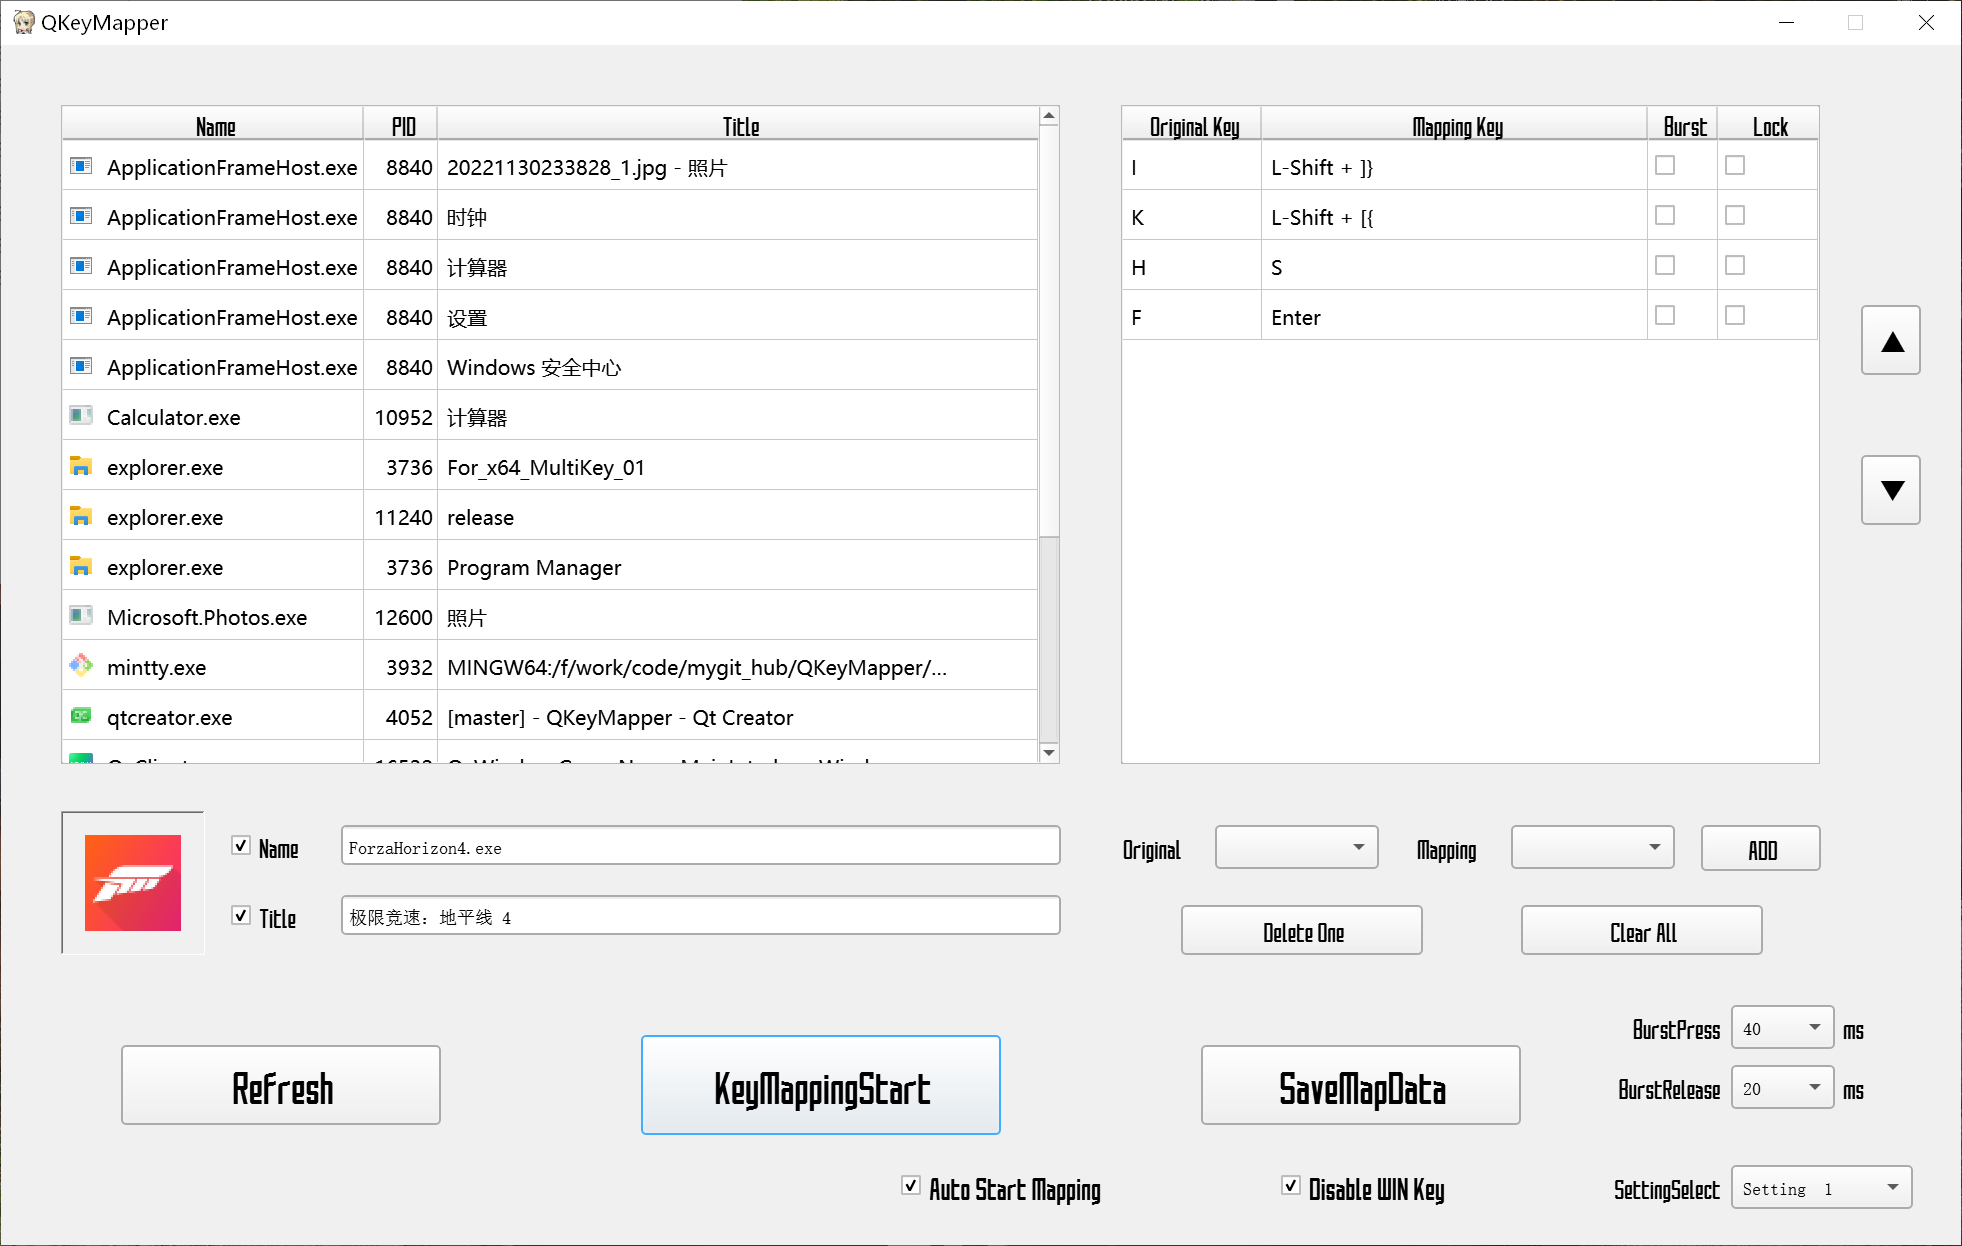 QKeyMapper
Name PID Title
ApplicationFrameHost.exe 8840 20221130233828_1.jpg - 照片
ApplicationFrameHost.exe 8840 时钟
ApplicationFrameHost.exe 8840 计算器
ApplicationFrameHost.exe 8840 设置
ApplicationFrameHost.exe 8840 Windows 安全中心
Calculator.exe 10952 计算器
explorer.exe 3736 For_x64_MultiKey_01
explorer.exe 11240 release
explorer.exe 3736 Program Manager
Microsoft.Photos.exe 12600 照片
mintty.exe 3932 MINGW64:/f/work/code/mygit_hub/QKeyMapper/...
qtcreator.exe 4052 [master] - QKeyMapper - Qt Creator
Original Key Mapping Key Burst Lock
I L-Shift + ]}
K L-Shift + [{
H S
F Enter
▲
▼
Name ForzaHorizon4.exe
Title 极限竞速：地平线 4
Original Mapping ADD
Delete One Clear All
Refresh KeyMappingStart SaveMapData
BurstPress 40 ms
BurstRelease 20 ms
Auto Start Mapping Disable WIN Key SettingSelect Setting 1